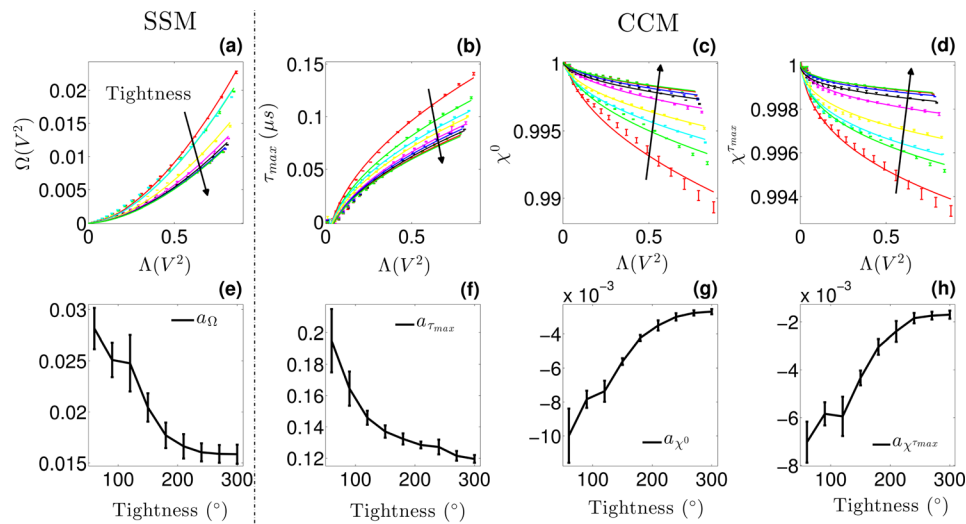 SSM
CCM
(a)
Tightness
Ω(V²)
0.02
0.015
0.01
0.005
0
0
0.5
Λ(V²)
(b)
τmax (μs)
0.15
0.1
0.05
0
0
0.5
Λ(V²)
(c)
χ⁰
1
0.995
0.99
0
0.5
Λ(V²)
(d)
χ^τmax
1
0.998
0.996
0.994
0
0.5
Λ(V²)
(e)
aΩ
0.03
0.025
0.02
0.015
100
200
300
Tightness (°)
(f)
aτmax
0.2
0.18
0.16
0.14
0.12
100
200
300
Tightness (°)
(g)
x 10⁻³
aχ⁰
−4
−6
−8
−10
100
200
300
Tightness (°)
(h)
x 10⁻³
aχ^τmax
−2
−4
−6
−8
100
200
300
Tightness (°)